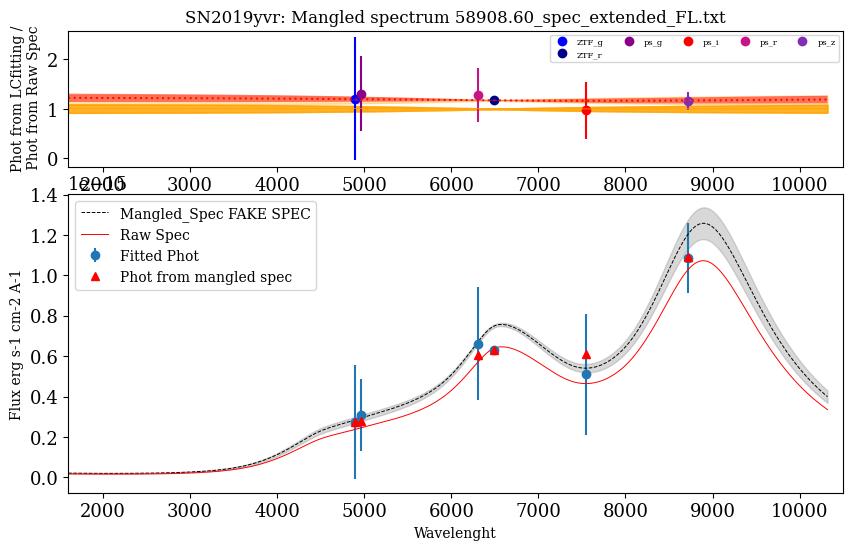 SN2019yvr: Mangled spectrum 58908.60_spec_extended_FL.txt
Phot from LCfitting /
Phot from Raw Spec
2
1
0
ZTF_g
ps_g
ps_i
ps_r
ps_z
ZTF_r
2000 3000 4000 5000 6000 7000 8000 9000 10000
1e−15
1.4
1.2
1.0
0.8
0.6
0.4
0.2
0.0
Flux erg s-1 cm-2 A-1
Mangled_Spec FAKE SPEC
Raw Spec
Fitted Phot
Phot from mangled spec
2000 3000 4000 5000 6000 7000 8000 9000 10000
Wavelenght